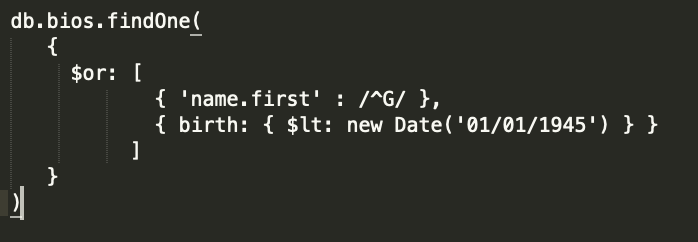 db.bios.findOne(
{
$or: [
{ 'name.first' : /^G/ },
{ birth: { $lt: new Date('01/01/1945') } }
]
}
)